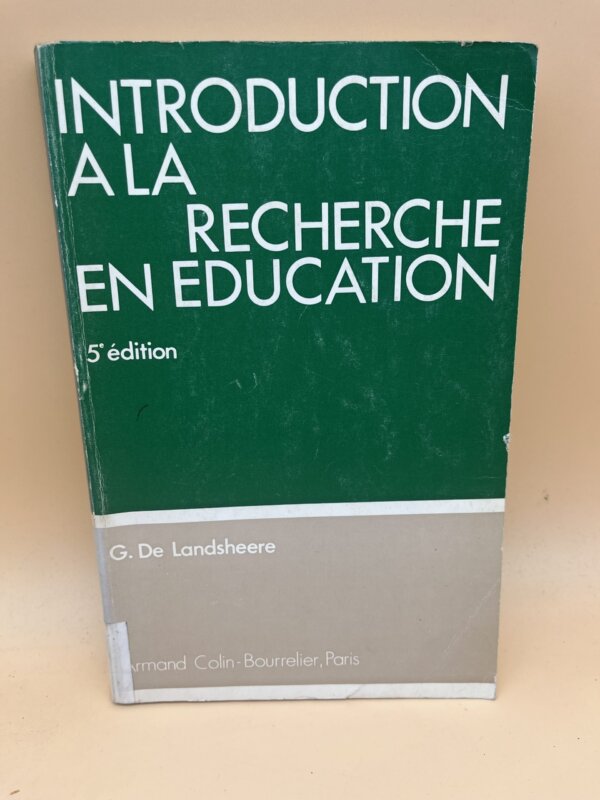 INTRODUCTION
A LA
RECHERCHE
EN EDUCATION
5e édition
G. De Landsheere
Armand Colin-Bourrelier, Paris